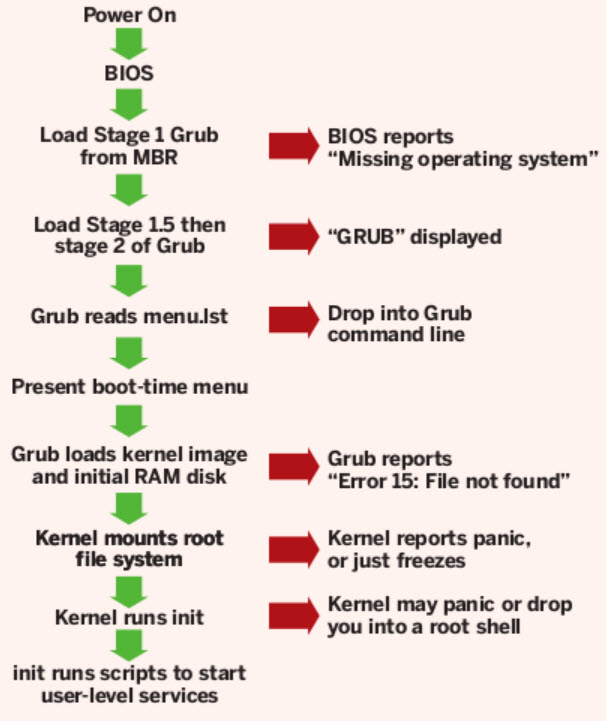 Power On
BIOS
Load Stage 1 Grub
from MBR
BIOS reports
“Missing operating system”
Load Stage 1.5 then
stage 2 of Grub
“GRUB” displayed
Grub reads menu.lst
Drop into Grub
command line
Present boot-time menu
Grub loads kernel image
and initial RAM disk
Grub reports
“Error 15: File not found”
Kernel mounts root
file system
Kernel reports panic,
or just freezes
Kernel runs init
Kernel may panic or drop
you into a root shell
init runs scripts to start
user-level services